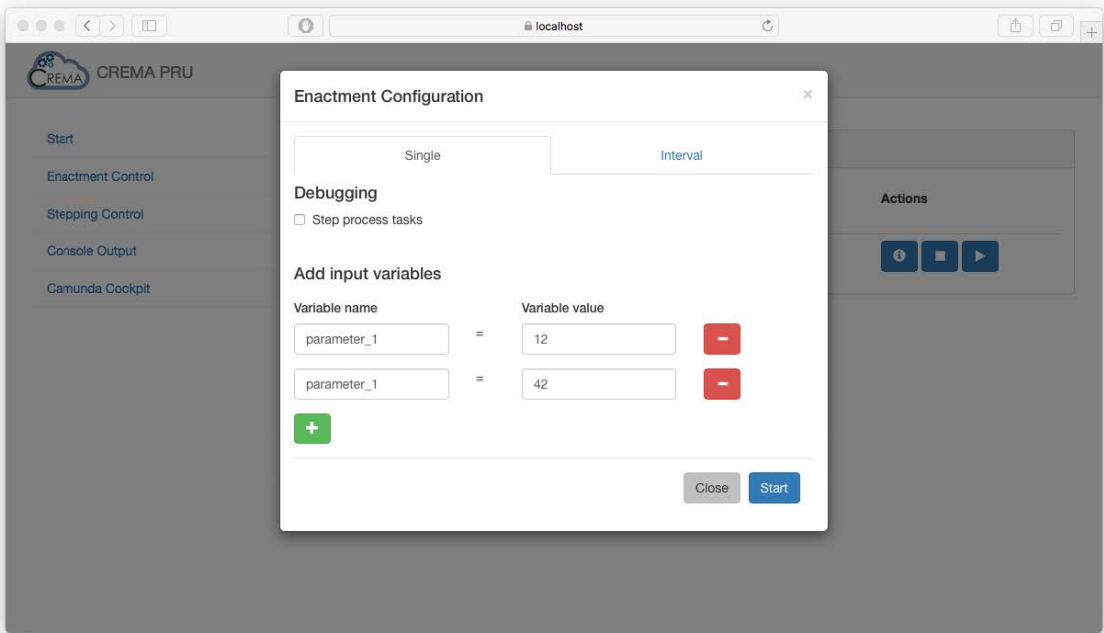 localhost
CREMA CREMA PRU
Enactment Configuration ×
Start
Single Interval
Enactment Control
Debugging
Actions
Stepping Control
Step process tasks
Console Output
Add input variables
Camunda Cockpit
Variable name Variable value
parameter_1 = 12
parameter_1 = 42
Close Start